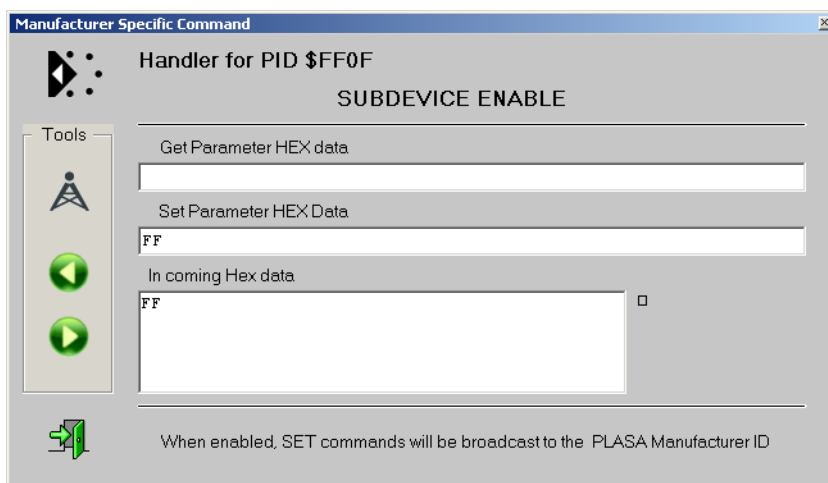 Manufacturer Specific Command
Handler for PID $FF0F
SUBDEVICE ENABLE
Tools
Get Parameter HEX data
Set Parameter HEX Data
FF
In coming Hex data
FF
When enabled, SET commands will be broadcast to the PLASA Manufacturer ID